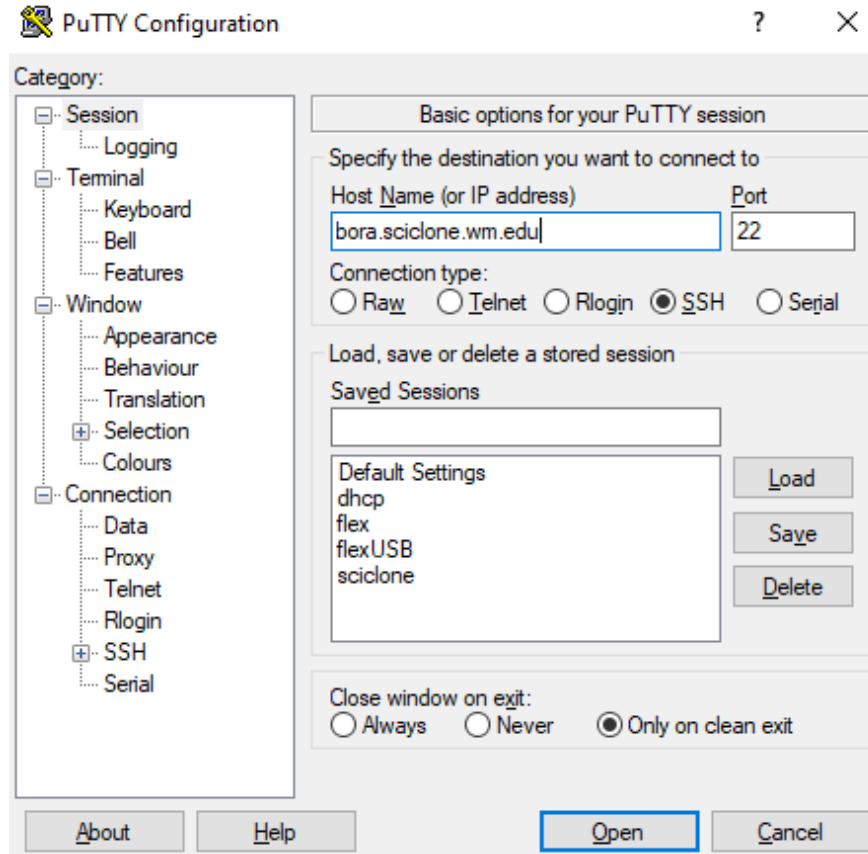 PuTTY Configuration
?
Category:
Session
Logging
Terminal
Keyboard
Bell
Features
Window
Appearance
Behaviour
Translation
Selection
Colours
Connection
Data
Proxy
Telnet
Rlogin
SSH
Serial
Basic options for your PuTTY session
Specify the destination you want to connect to
Host Name (or IP address) Port
bora.sciclone.wm.edu 22
Connection type:
Raw Telnet Rlogin SSH Serial
Load, save or delete a stored session
Saved Sessions
Default Settings
dhcp
flex
flexUSB
sciclone
Load
Save
Delete
Close window on exit:
Always Never Only on clean exit
About Help Open Cancel